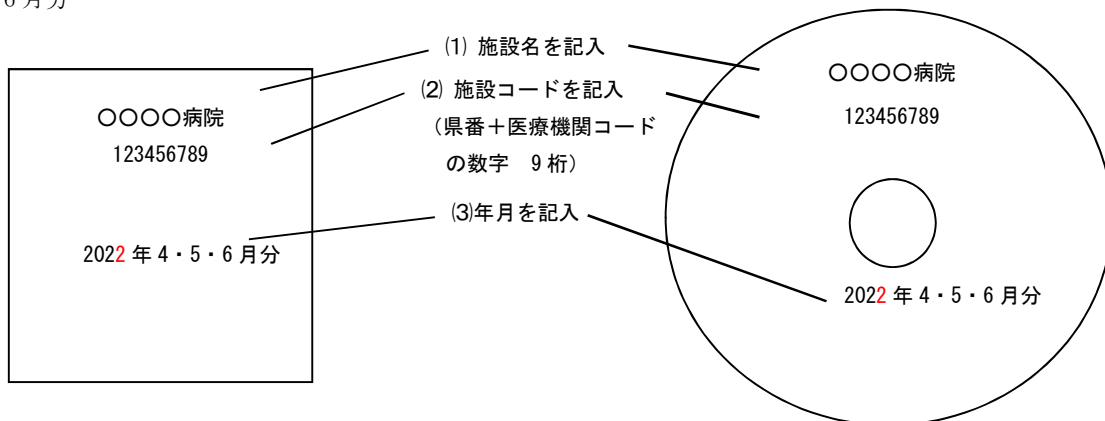 6月分
⑴ 施設名を記入
⑵ 施設コードを記入
（県番＋医療機関コード
の数字　9桁）
⑶年月を記入
〇〇〇〇病院
123456789
2022年4・5・6月分
〇〇〇〇病院
123456789
2022年4・5・6月分